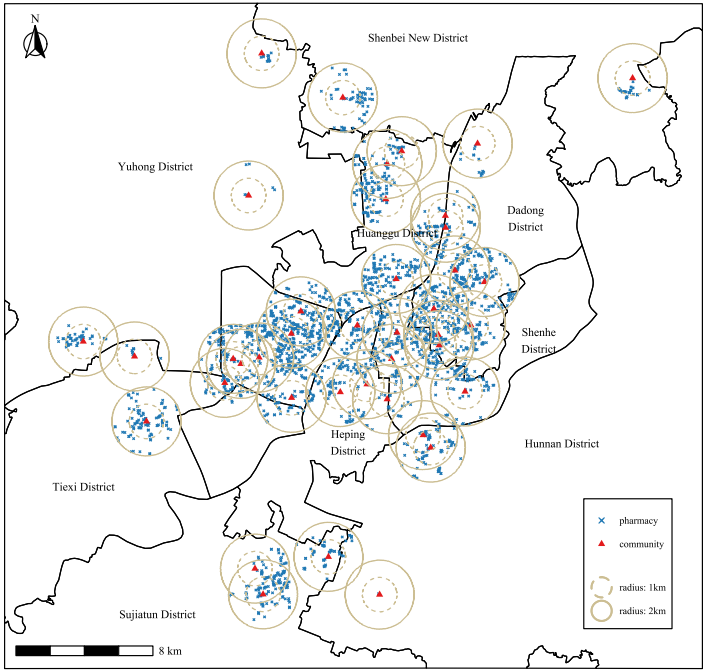 N
Shenbei New District
Yuhong District
Dadong
District
Huanggu District
Shenhe
District
Heping
District
Hunnan District
Tiexi District
Sujiatun District
pharmacy
community
radius: 1km
radius: 2km
8 km